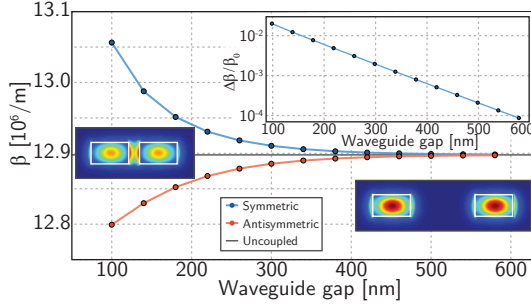 13.1
13.0
12.9
12.8
β [10⁶/m]
100 200 300 400 500 600
Waveguide gap [nm]
Symmetric
Antisymmetric
Uncoupled
Δβ/β₀
10⁻²
10⁻³
10⁻⁴
100 200 300 400 500 600
Waveguide gap [nm]